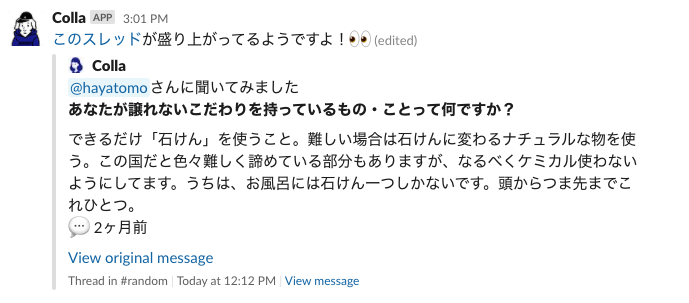 Colla APP 3:01 PM
このスレッドが盛り上がってるようですよ！👀 (edited)
Colla
@hayatomoさんに聞いてみました
あなたが譲れないこだわりを持っているもの・ことって何ですか？
できるだけ「石けん」を使うこと。難しい場合は石けんに変わるナチュラルな物を使
う。この国だと色々難しく諦めている部分もありますが、なるべくケミカル使わない
ようにしてます。うちは、お風呂には石けん一つしかないです。頭からつま先までこ
れひとつ。
💬 2ヶ月前
View original message
Thread in #random | Today at 12:12 PM | View message